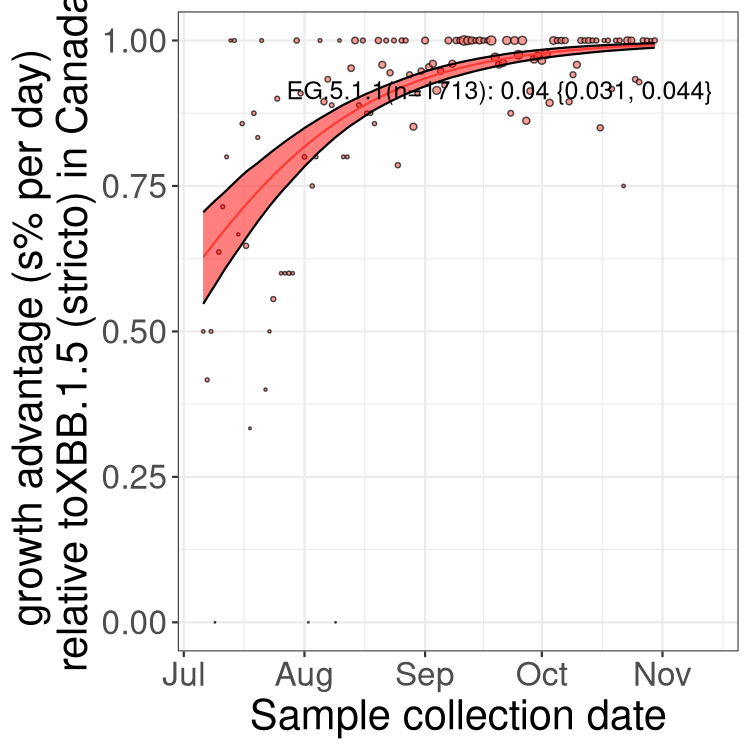 growth advantage (s% per day)
relative toXBB.1.5 (stricto) in Canada
1.00
0.75
0.50
0.25
0.00
EG.5.1.1(n=1713): 0.04 {0.031, 0.044}
Jul Aug Sep Oct Nov
Sample collection date